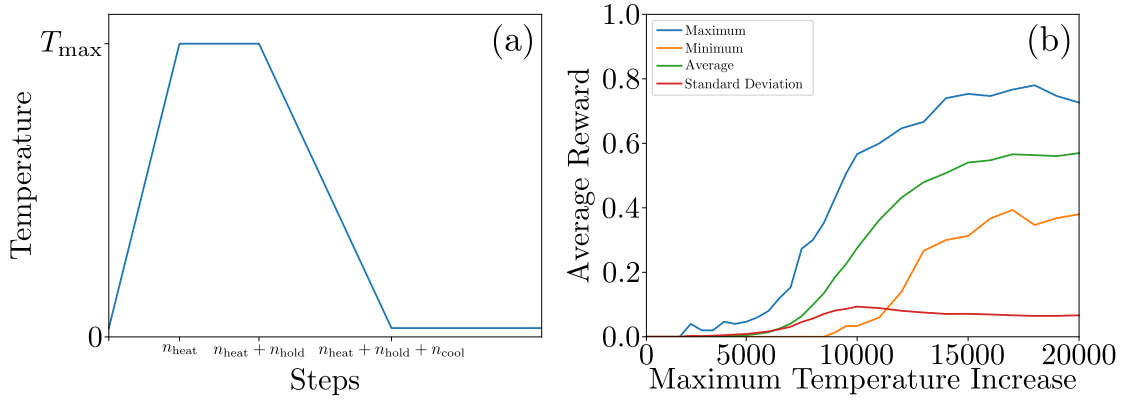 (a)
T_max
Temperature
0
n_heat
n_heat + n_hold
n_heat + n_hold + n_cool
Steps
(b)
Maximum
Minimum
Average
Standard Deviation
Average Reward
1.0
0.8
0.6
0.4
0.2
0.0
0 5000 10000 15000 20000
Maximum Temperature Increase